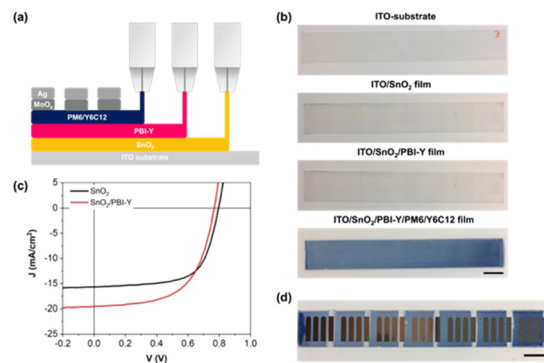 (a)
Ag
MoOₓ
PM6/Y6C12
PBI-Y
SnO₂
ITO substrate
(b)
ITO-substrate
3
ITO/SnO₂ film
ITO/SnO₂/PBI-Y film
ITO/SnO₂/PBI-Y/PM6/Y6C12 film
(c)
SnO₂
SnO₂/PBI-Y
J (mA/cm²)
5
0
-5
-10
-15
-20
-25
-0.2 0.0 0.2 0.4 0.6 0.8 1.0
V (V)
(d)